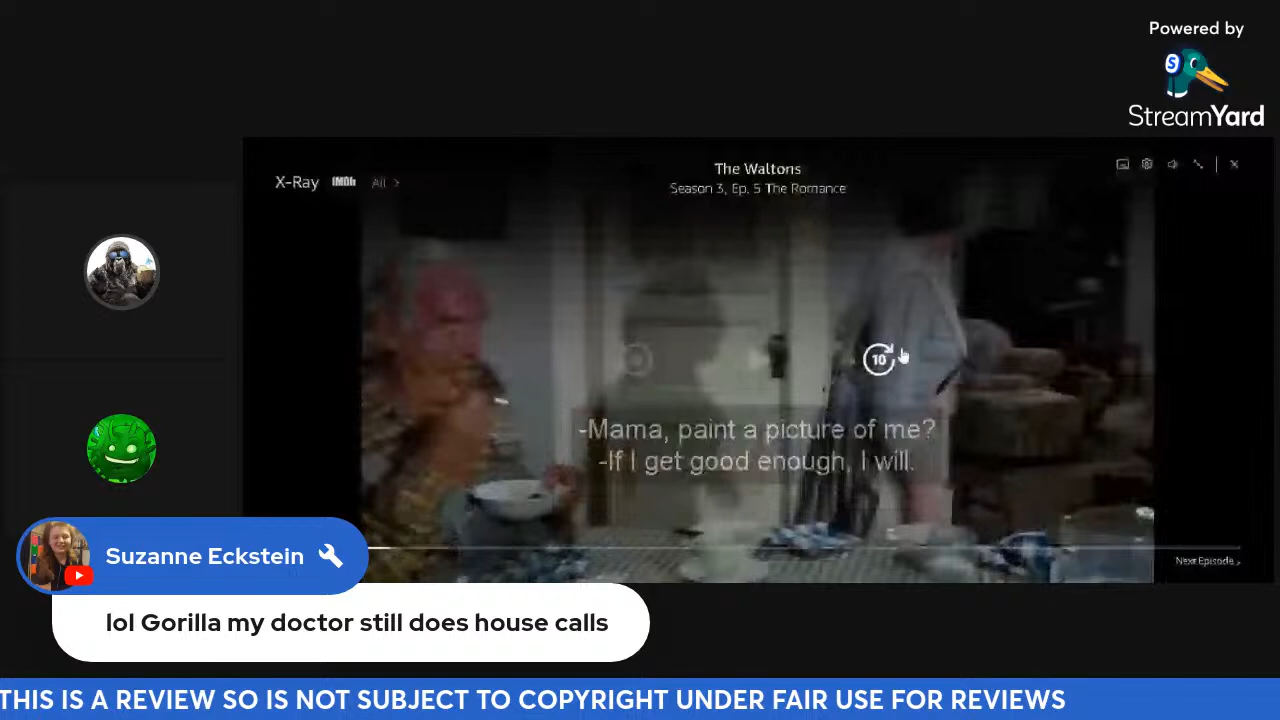 Powered by
StreamYard
X-Ray IMDb All
The Waltons
Season 3, Ep. 5 The Romance
10
-Mama, paint a picture of me?
-If I get good enough, I will.
Next Episode
Suzanne Eckstein
lol Gorilla my doctor still does house calls
THIS IS A REVIEW SO IS NOT SUBJECT TO COPYRIGHT UNDER FAIR USE FOR REVIEWS